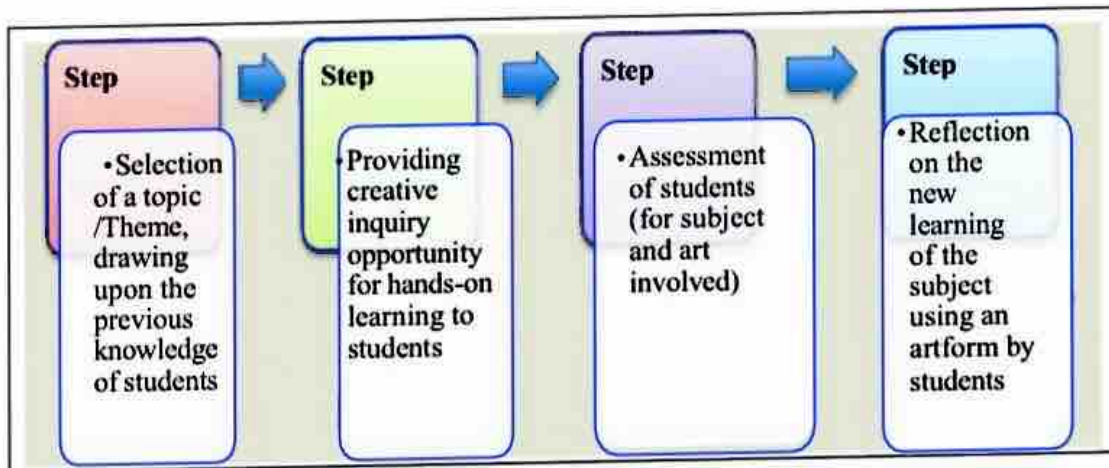 Step
•Selection
of a topic
/Theme,
drawing
upon the
previous
knowledge
of students
Step
•Providing
creative
inquiry
opportunity
for hands-on
learning to
students
Step
•Assessment
of students
(for subject
and art
involved)
Step
•Reflection
on the
new
learning
of the
subject
using an
artform by
students